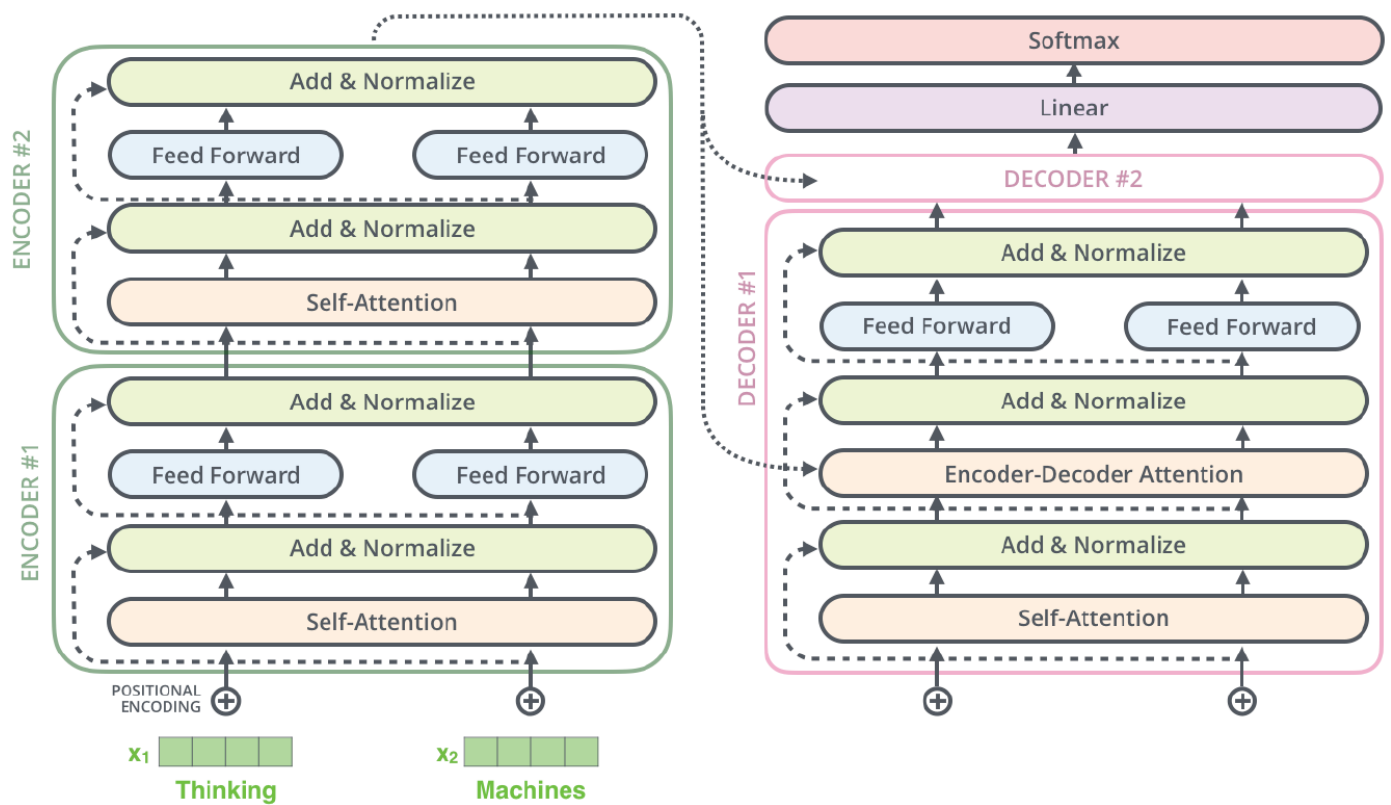 ENCODER #2
Add & Normalize
Feed Forward
Feed Forward
Add & Normalize
Self-Attention
ENCODER #1
Add & Normalize
Feed Forward
Feed Forward
Add & Normalize
Self-Attention
POSITIONAL
ENCODING
x₁
x₂
Thinking
Machines
Softmax
Linear
DECODER #2
DECODER #1
Add & Normalize
Feed Forward
Feed Forward
Add & Normalize
Encoder-Decoder Attention
Add & Normalize
Self-Attention